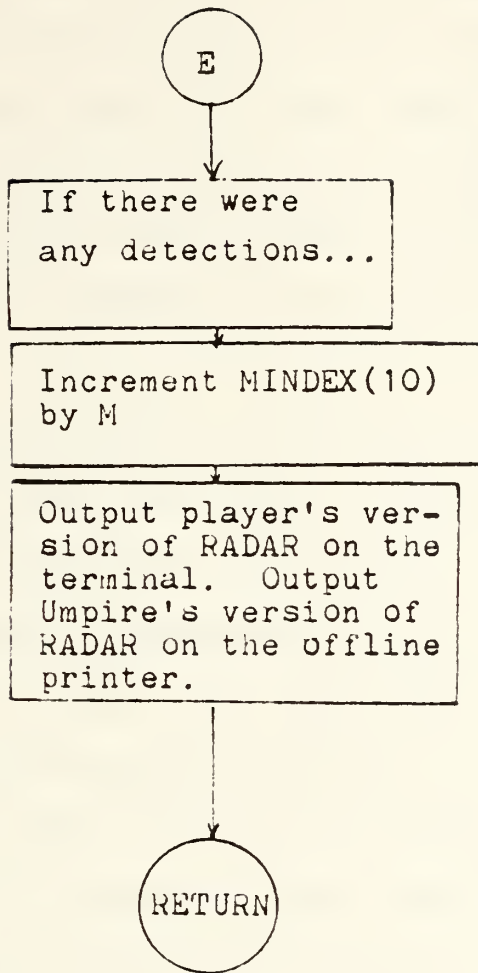 E
If there were
any detections...
Increment MINDEX(10)
by M
Output player's ver-
sion of RADAR on the
terminal. Output
Umpire's version of
RADAR on the offline
printer.
RETURN